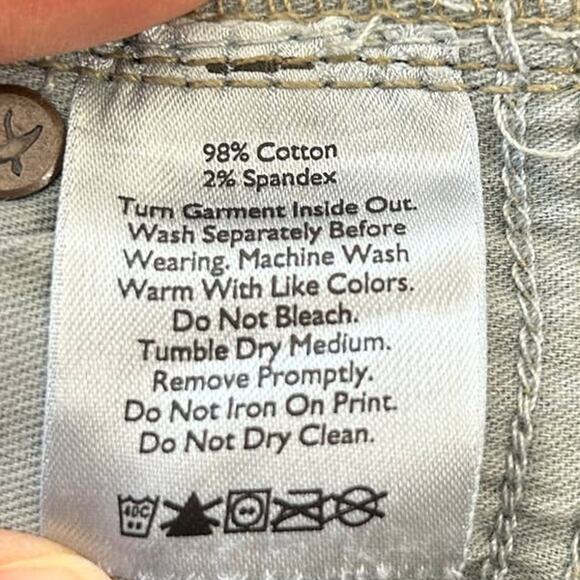 98% Cotton
2% Spandex
Turn Garment Inside Out.
Wash Separately Before
Wearing. Machine Wash
Warm With Like Colors.
Do Not Bleach.
Tumble Dry Medium.
Remove Promptly.
Do Not Iron On Print.
Do Not Dry Clean.
40C